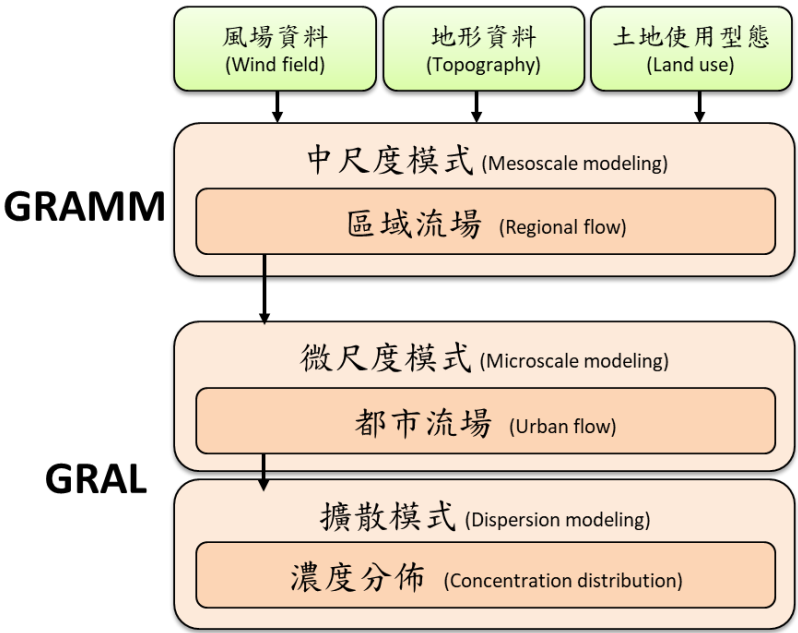 風場資料
(Wind field)
地形資料
(Topography)
土地使用型態
(Land use)
GRAMM
中尺度模式 (Mesoscale modeling)
區域流場 (Regional flow)
GRAL
微尺度模式 (Microscale modeling)
都市流場 (Urban flow)
擴散模式 (Dispersion modeling)
濃度分佈 (Concentration distribution)